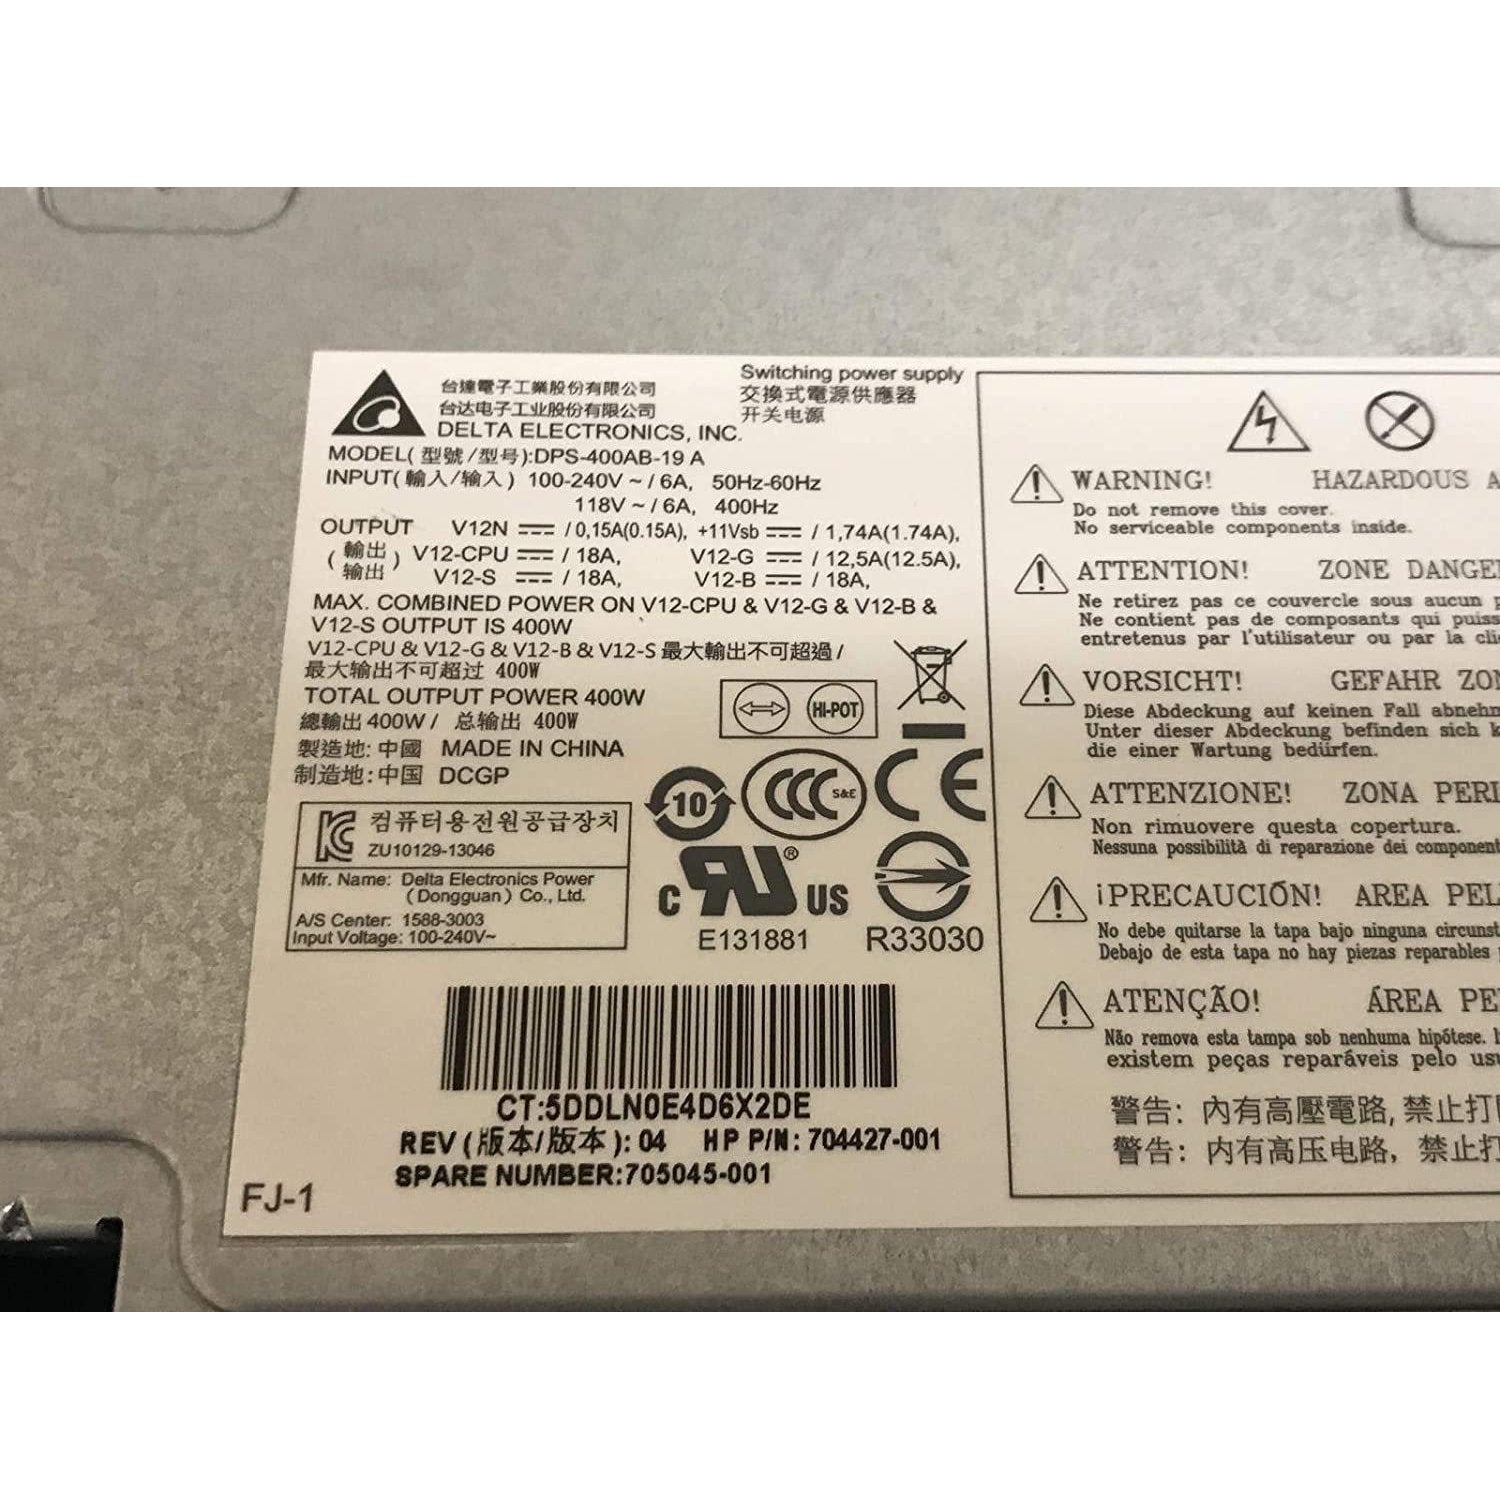 台達電子工業股份有限公司
台达电子工业股份有限公司
DELTA ELECTRONICS, INC.
Switching power supply
交換式電源供應器
开关电源
MODEL( 型號/型号):DPS-400AB-19 A
INPUT( 輸入/输入 ) 100-240V ~ / 6A, 50Hz-60Hz
118V ~ / 6A, 400Hz
OUTPUT V12N ⎓ / 0,15A(0.15A), +11Vsb ⎓ / 1,74A(1.74A),
( 輸出 / 输出 ) V12-CPU ⎓ / 18A, V12-G ⎓ / 12,5A(12.5A),
V12-S ⎓ / 18A, V12-B ⎓ / 18A,
MAX. COMBINED POWER ON V12-CPU & V12-G & V12-B &
V12-S OUTPUT IS 400W
V12-CPU & V12-G & V12-B & V12-S 最大輸出不可超過 /
最大输出不可超过 400W
TOTAL OUTPUT POWER 400W
總輸出 400W / 总输出 400W
製造地: 中國 MADE IN CHINA
制造地: 中国 DCGP
HI-POT
10
S&E
CE
KC 컴퓨터용전원공급장치
ZU10129-13046
Mfr. Name: Delta Electronics Power
( Dongguan ) Co., Ltd.
A/S Center: 1588-3003
Input Voltage: 100-240V~
C RU ® US
E131881
R33030
CT:5DDLN0E4D6X2DE
REV ( 版本/版本 ): 04 HP P/N: 704427-001
SPARE NUMBER:705045-001
FJ-1
WARNING! HAZARDOUS
Do not remove this cover.
No serviceable components inside.
ATTENTION! ZONE DANGE
Ne retirez pas ce couvercle sous aucun
Ne contient pas de composants qui puiss
entretenus par l'utilisateur ou par la cli
VORSICHT! GEFAHR ZO
Diese Abdeckung auf keinen Fall abnehm
Unter dieser Abdeckung befinden sich k
die einer Wartung bedürfen.
ATTENZIONE! ZONA PERI
Non rimuovere questa copertura.
Nessuna possibilità di reparazione dei component
¡PRECAUCIÓN! AREA PEL
No debe quitarse la tapa bajo ninguna circunst
Debajo de esta tapa no hay piezas reparables
ATENÇÃO! ÁREA PE
Não remova esta tampa sob nenhuma hipótese.
existem peças reparáveis pelo usu
警告: 內有高壓電路, 禁止打
警告: 内有高压电路, 禁止打